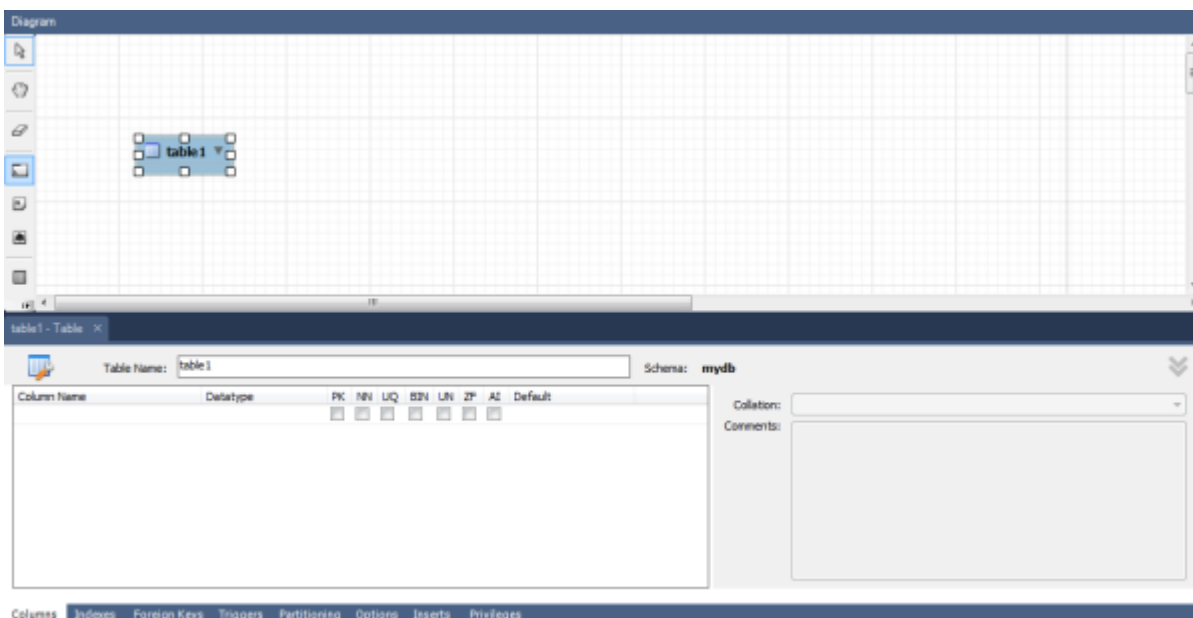 Diagram
table1
table1 - Table ×
Table Name: table1 Schema: mydb
Column Name Datatype PK NN UQ BIN UN ZF AI Default
Collation:
Comments:
Columns Indexes Foreign Keys Triggers Partitioning Options Inserts Privileges